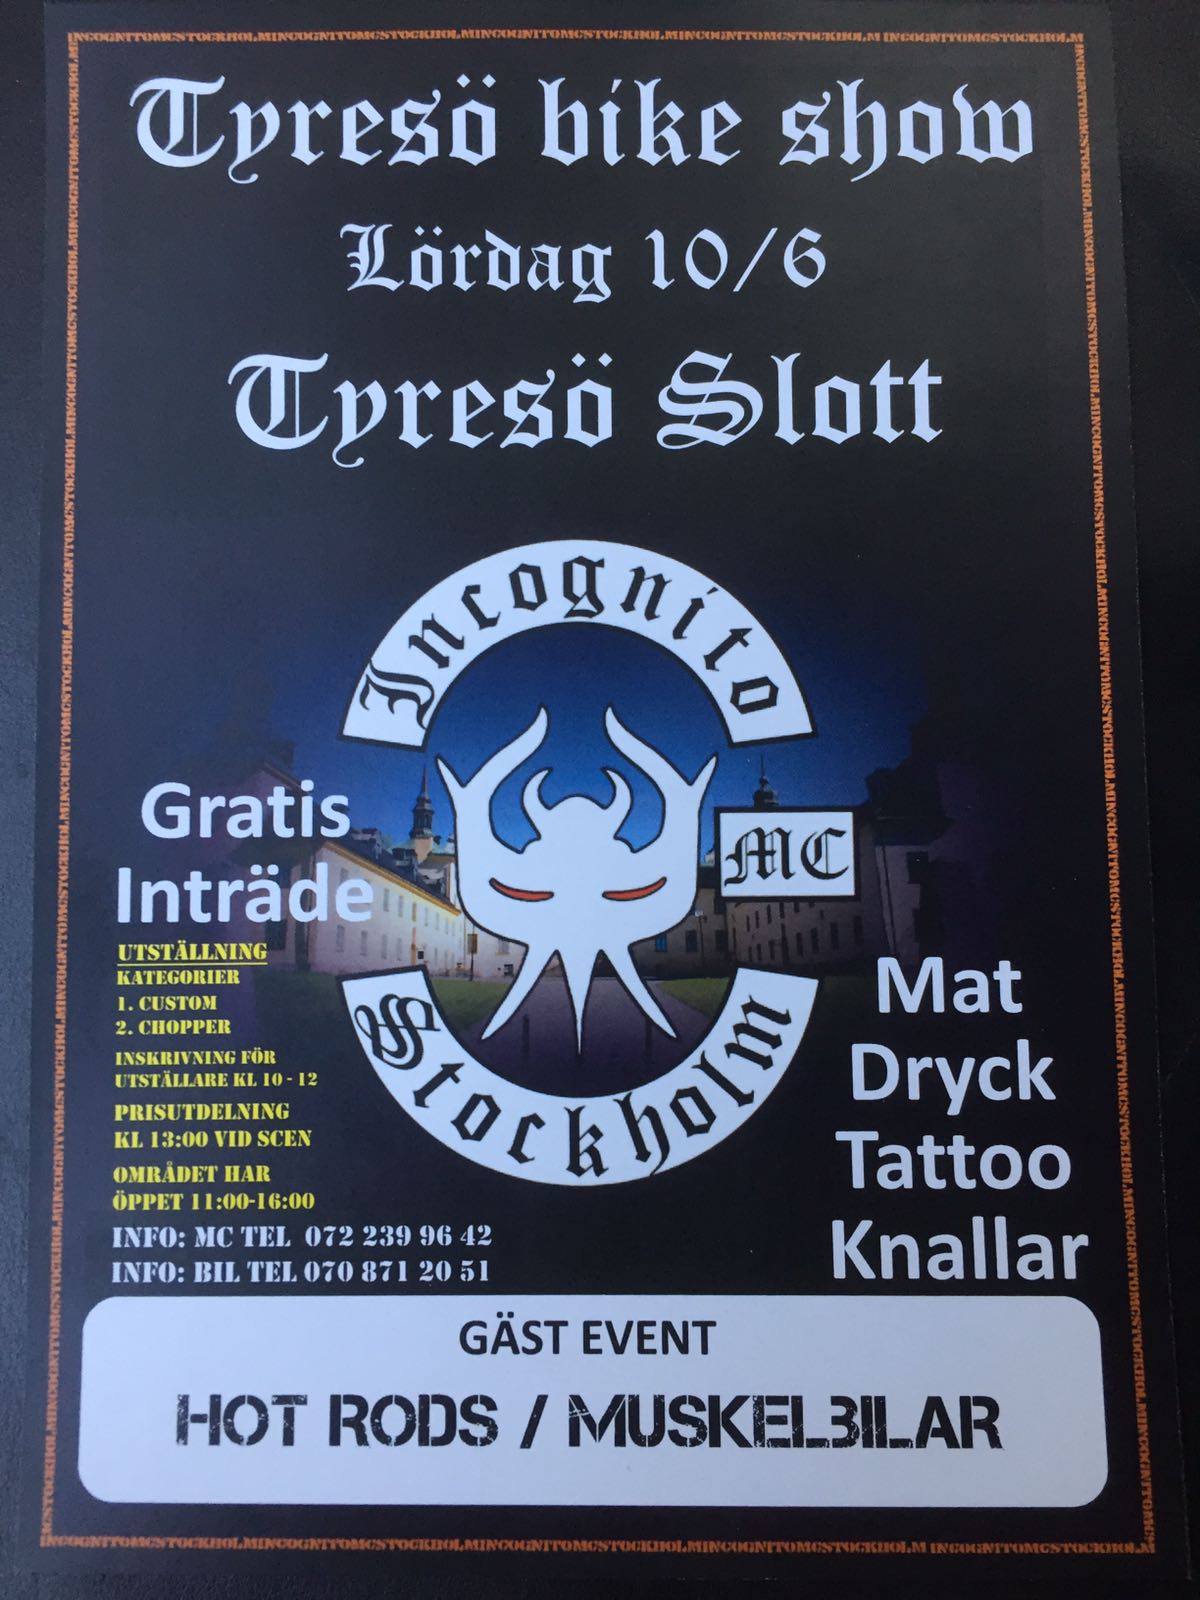 INCOGNITOMCSTOCKHOLMINCOGNITOMCSTOCKHOLMINCOGNITOMCSTOCKHOLMINCOGNITOMCSTOCKHOLM INCOGNITOMCSTOCKHOLM
Tyresö bike show
Lördag 10/6
Tyresö Slott
Incognito
MC
Stockholm
Gratis
Inträde
UTSTÄLLNING
KATEGORIER
1. CUSTOM
2. CHOPPER
INSKRIVNING FÖR
UTSTÄLLARE KL 10 - 12
PRISUTDELNING
KL 13:00 VID SCEN
OMRÅDET HAR
ÖPPET 11:00-16:00
INFO: MC TEL 072 239 96 42
INFO: BIL TEL 070 871 20 51
Mat
Dryck
Tattoo
Knallar
GÄST EVENT
HOT RODS / MUSKELBILAR